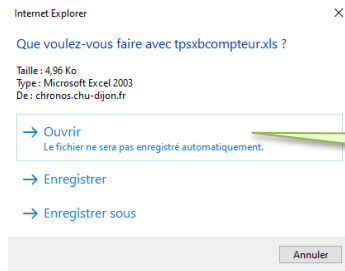 Internet Explorer
Que voulez-vous faire avec tpsxbcompteur.xls ?
Taille : 4,96 Ko
Type : Microsoft Excel 2003
De : chronos.chu-dijon.fr
→ Ouvrir
Le fichier ne sera pas enregistré automatiquement.
→ Enregistrer
→ Enregistrer sous
Annuler